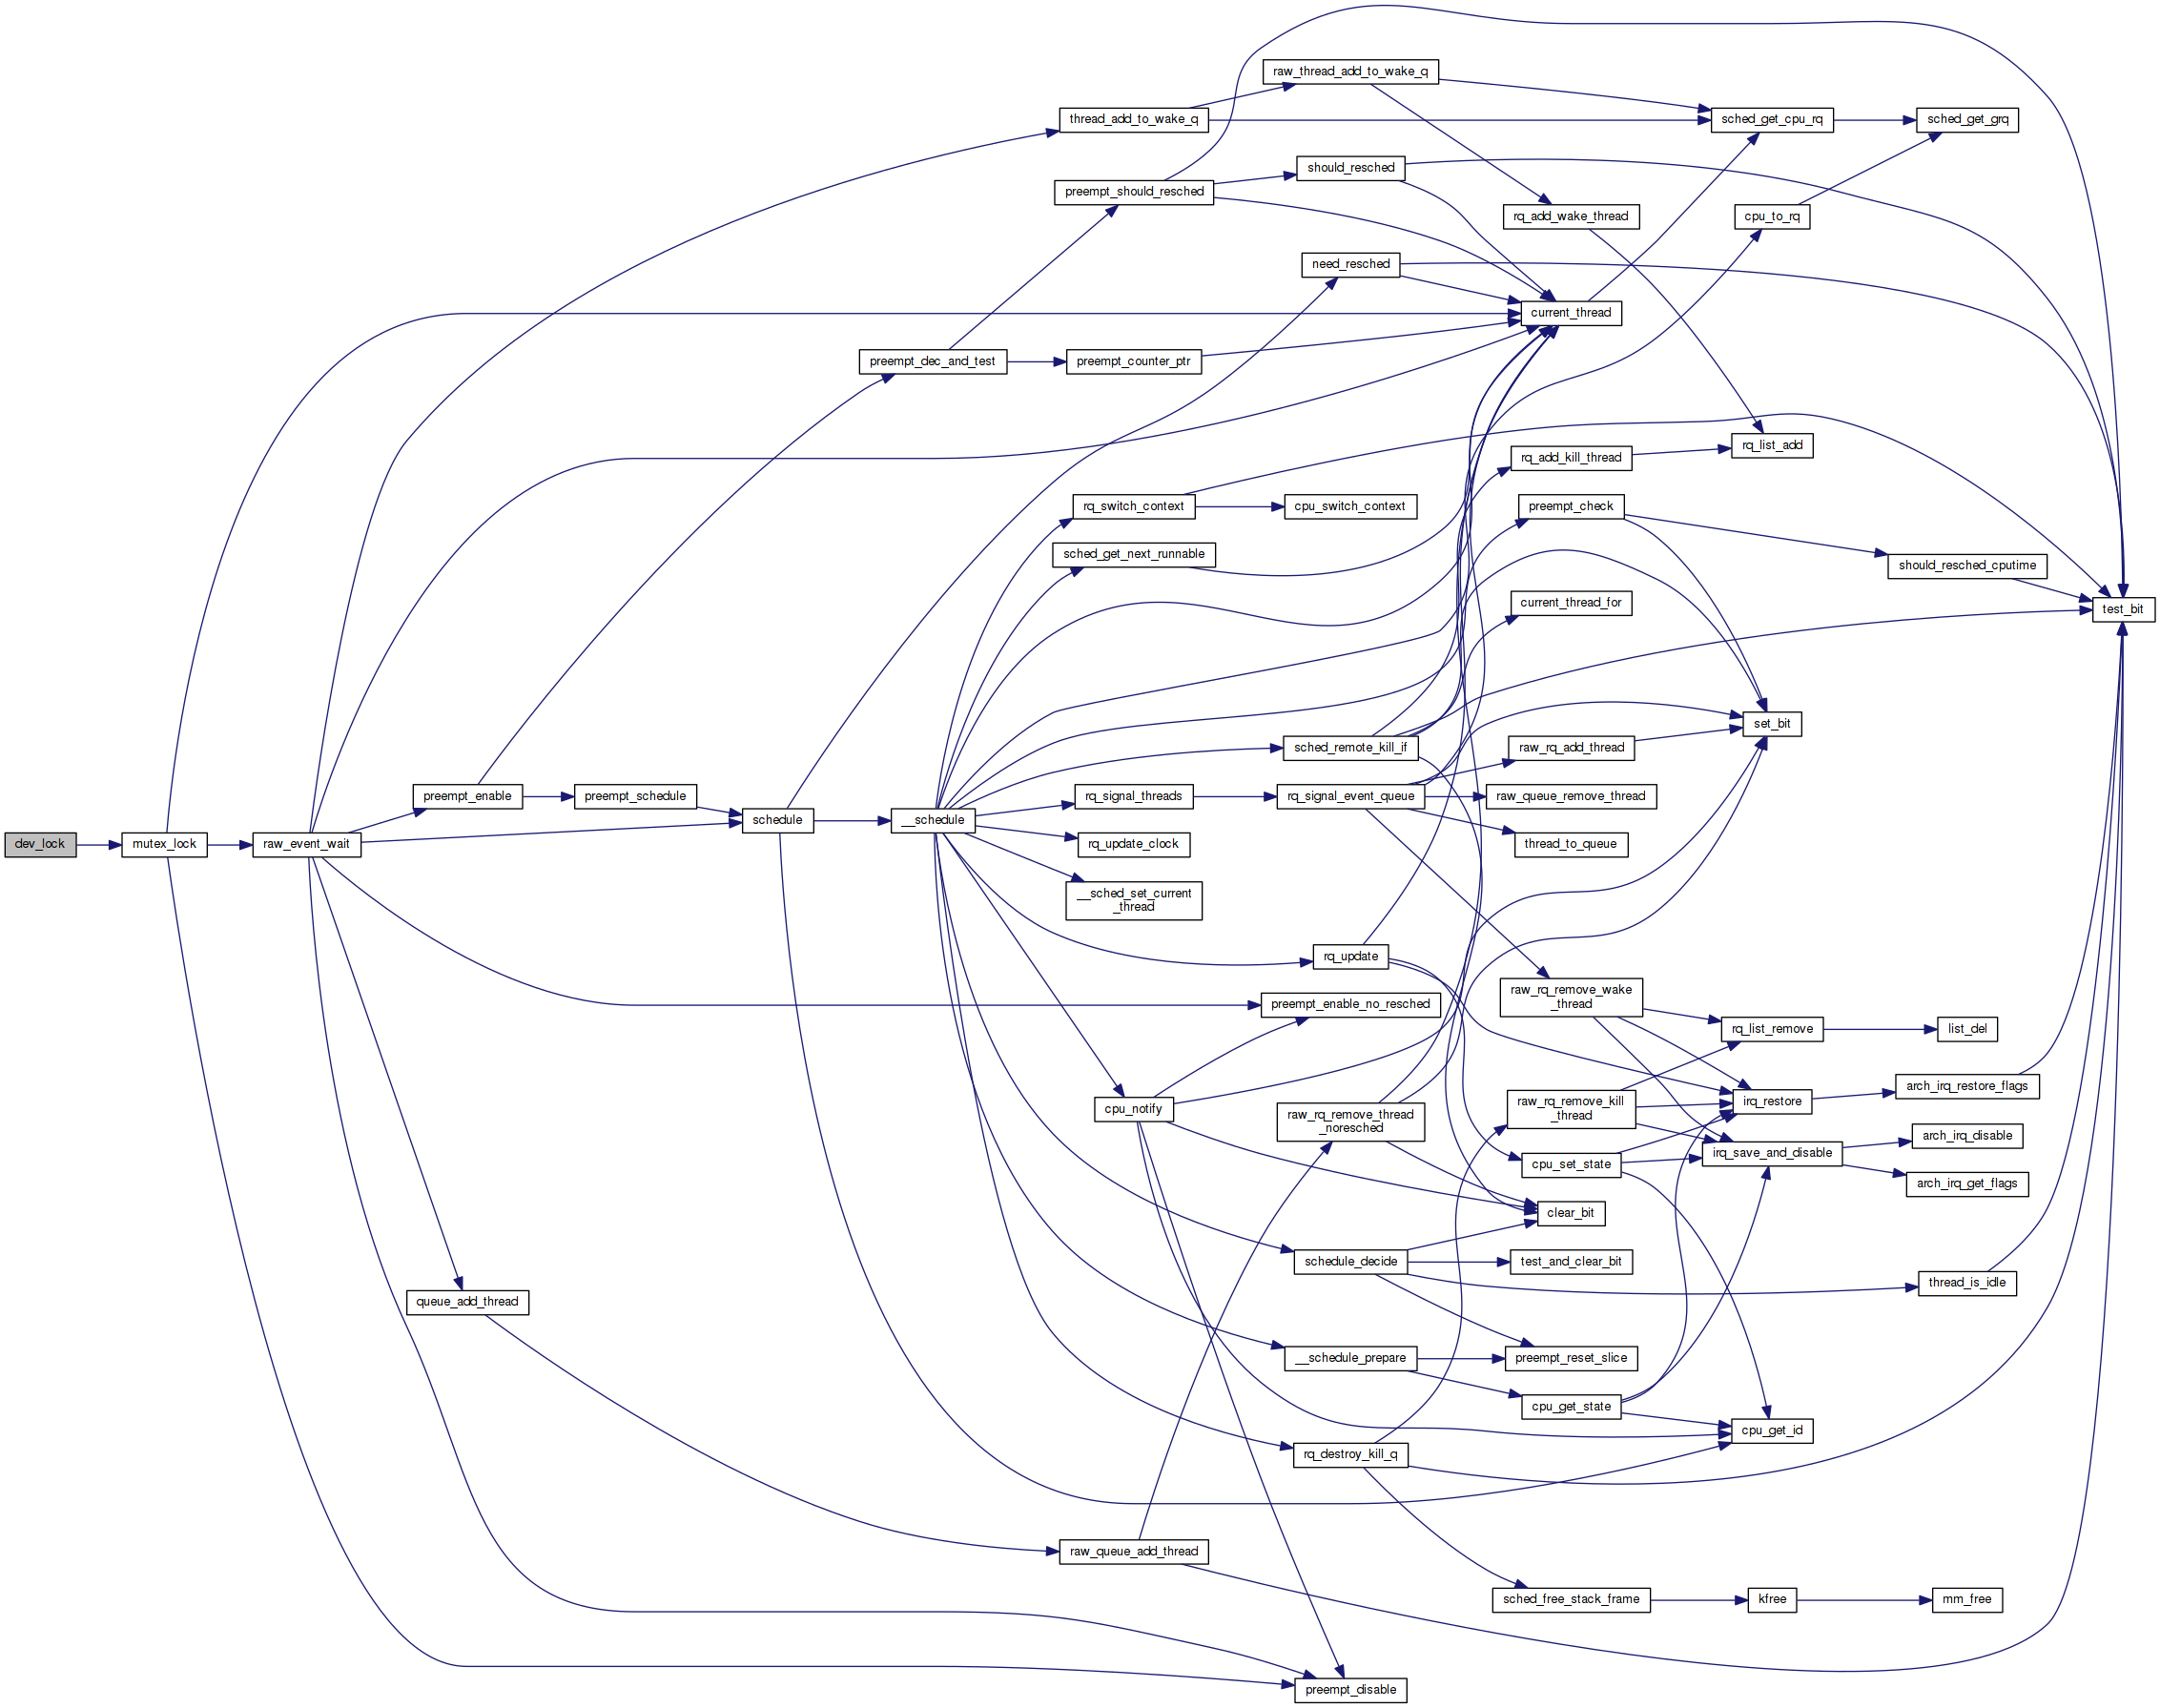 raw_thread_add_to_wake_q
thread_add_to_wake_q
sched_get_cpu_rq
sched_get_grq
should_resched
preempt_should_resched
rq_add_wake_thread
cpu_to_rq
need_resched
current_thread
preempt_dec_and_test
preempt_counter_ptr
rq_list_add
rq_add_kill_thread
rq_switch_context
cpu_switch_context
preempt_check
sched_get_next_runnable
should_resched_cputime
current_thread_for
test_bit
set_bit
sched_remote_kill_if
raw_rq_add_thread
preempt_enable
preempt_schedule
rq_signal_threads
rq_signal_event_queue
raw_queue_remove_thread
schedule
__schedule
dev_lock
mutex_lock
raw_event_wait
rq_update_clock
thread_to_queue
__sched_set_current
_thread
rq_update
raw_rq_remove_wake
_thread
preempt_enable_no_resched
rq_list_remove
list_del
arch_irq_restore_flags
cpu_notify
raw_rq_remove_thread
_noresched
raw_rq_remove_kill
_thread
irq_restore
arch_irq_disable
irq_save_and_disable
cpu_set_state
arch_irq_get_flags
clear_bit
schedule_decide
test_and_clear_bit
thread_is_idle
queue_add_thread
__schedule_prepare
preempt_reset_slice
cpu_get_state
cpu_get_id
rq_destroy_kill_q
raw_queue_add_thread
sched_free_stack_frame
kfree
mm_free
preempt_disable